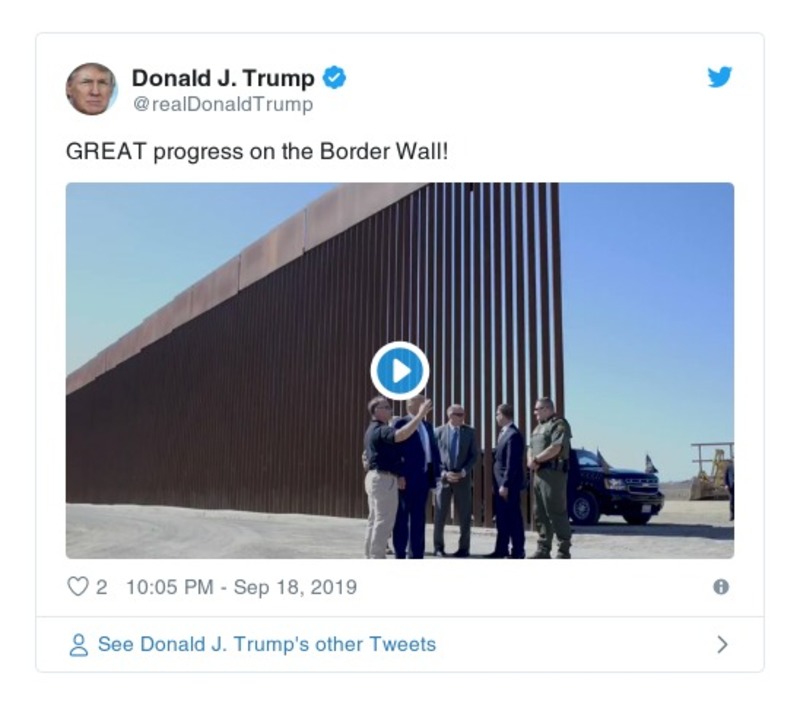 Donald J. Trump
@realDonaldTrump
GREAT progress on the Border Wall!
2 10:05 PM - Sep 18, 2019
See Donald J. Trump's other Tweets